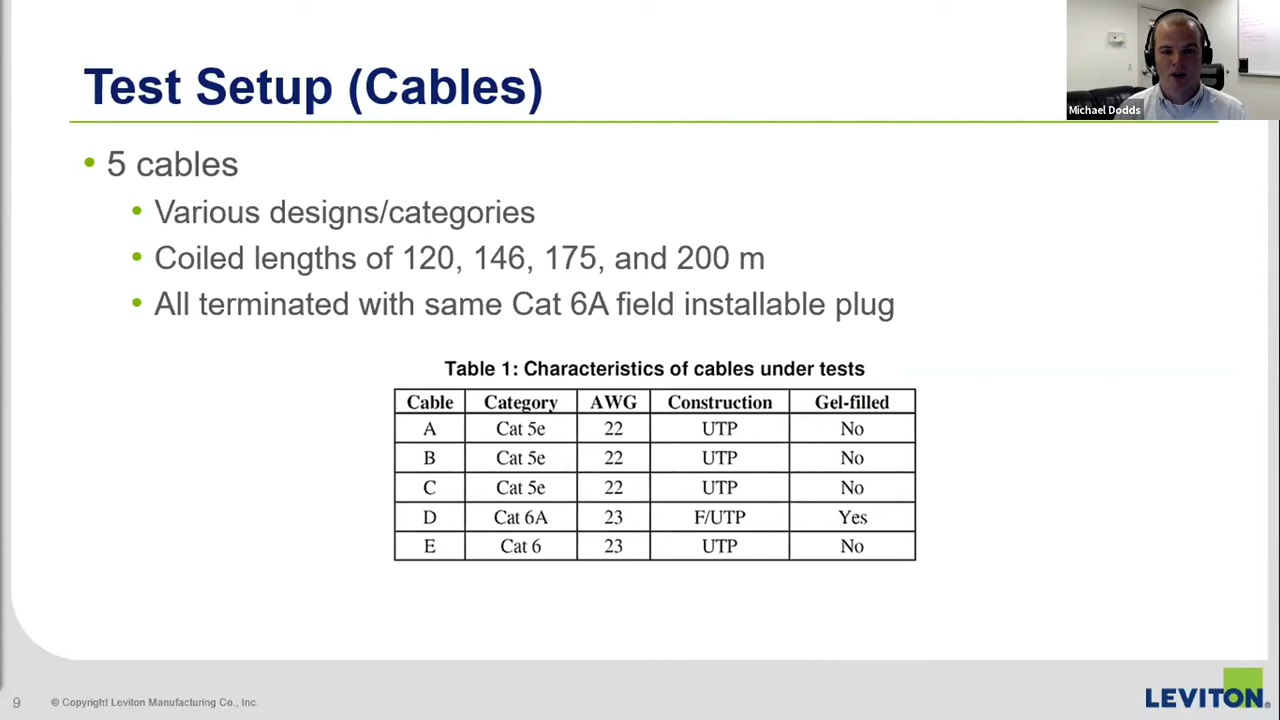 Test Setup (Cables)
Michael Dodds
• 5 cables
• Various designs/categories
• Coiled lengths of 120, 146, 175, and 200 m
• All terminated with same Cat 6A field installable plug
Table 1: Characteristics of cables under tests
Cable Category AWG Construction Gel-filled
A Cat 5e 22 UTP No
B Cat 5e 22 UTP No
C Cat 5e 22 UTP No
D Cat 6A 23 F/UTP Yes
E Cat 6 23 UTP No
9 © Copyright Leviton Manufacturing Co., Inc.
LEVITON®